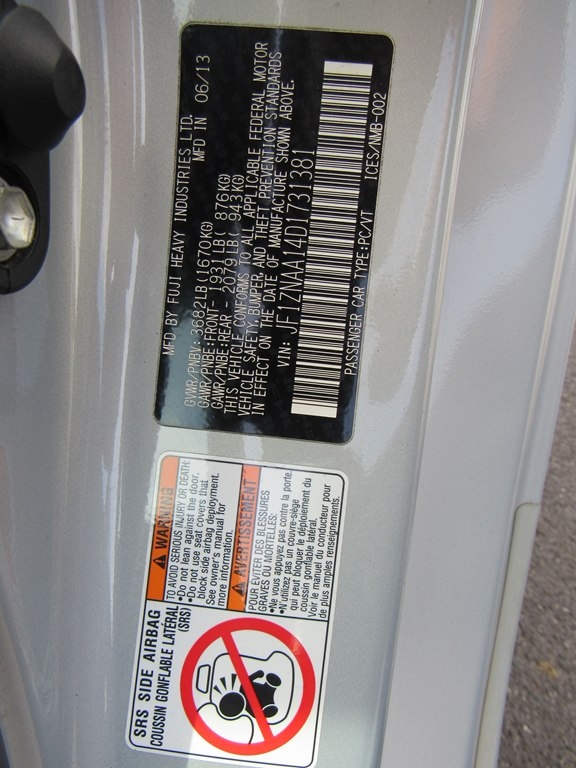 MFD BY FUJI HEAVY INDUSTRIES LTD.
MFD IN 06/13
GVWR/PNBV: 3682LB(1670KG)
GAWR/PNBE:FRONT- 1931LB( 876KG)
GAWR/PNBE:REAR - 2079LB( 943KG)
THIS VEHICLE CONFORMS TO ALL APPLICABLE FEDERAL MOTOR
VEHICLE SAFETY,BUMPER,AND THEFT PREVENTION STANDARDS
IN EFFECT ON THE DATE OF MANUFACTURE SHOWN ABOVE.
VIN: JF1ZNAA14D1731381
PASSENGER CAR TYPE:PC/VT
ICES/NMB-002
SRS SIDE AIRBAG
COUSSIN GONFLABLE LATÉRAL
(SRS)
WARNING
TO AVOID SERIOUS INJURY OR DEATH:
•Do not lean against the door.
•Do not use seat covers that
block side airbag deployment.
See owner's manual for
more information.
AVERTISSEMENT
POUR ÉVITER DES BLESSURES
GRAVES OU MORTELLES:
•Ne vous appuyez pas contre la porte.
•N'utilizes pas un couvre-siége
qui peut bloquer le déploiement du
coussin gonflable latéral.
Voir le manuel du conducteur pour
de plus amples renseignements.